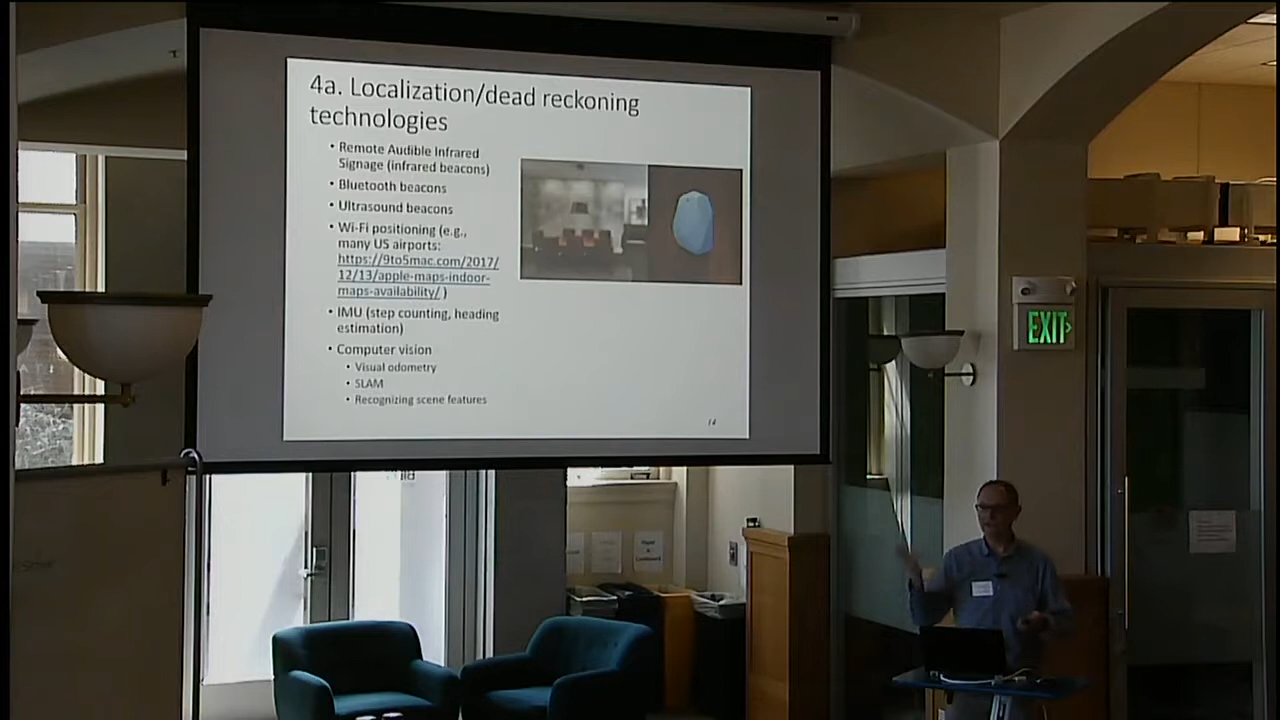 4a. Localization/dead reckoning
technologies
• Remote Audible Infrared
Signage (infrared beacons)
• Bluetooth beacons
• Ultrasound beacons
• Wi-Fi positioning (e.g.,
many US airports:
https://9to5mac.com/2017/
12/13/apple-maps-indoor-
maps-availability/ )
• IMU (step counting, heading
estimation)
• Computer vision
• Visual odometry
• SLAM
• Recognizing scene features
14
EXIT